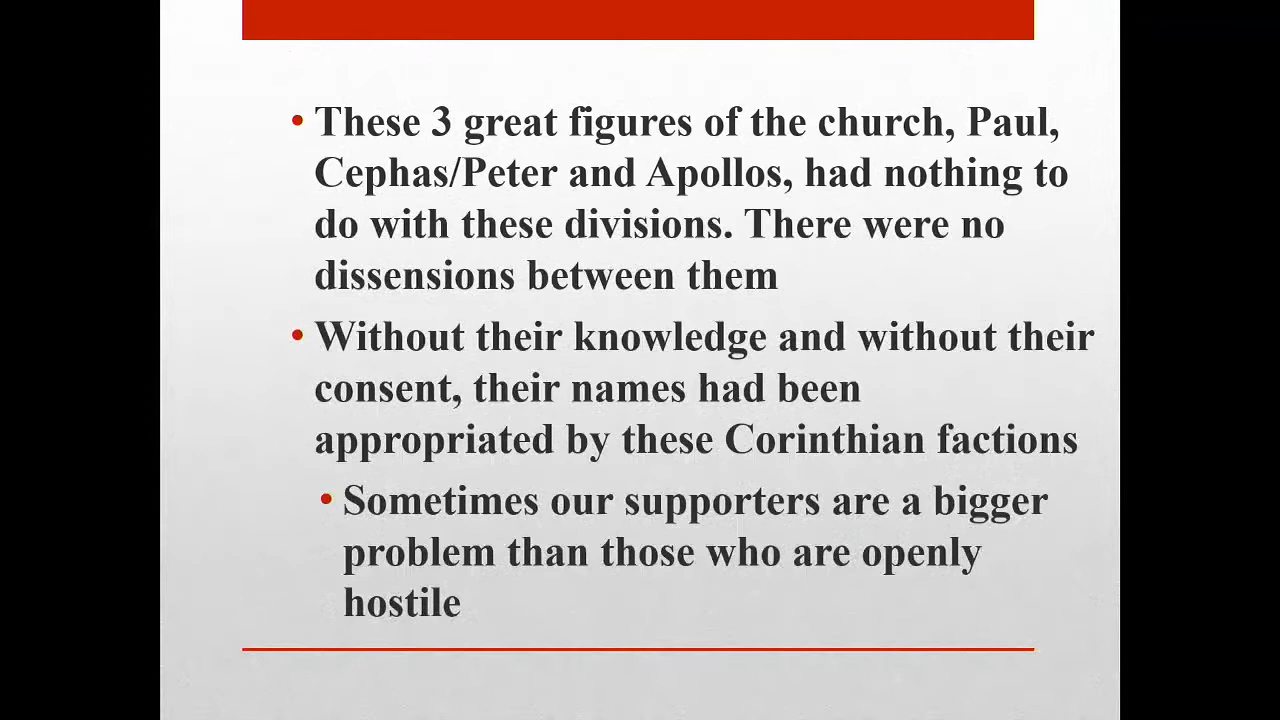 • These 3 great figures of the church, Paul,
Cephas/Peter and Apollos, had nothing to
do with these divisions. There were no
dissensions between them
• Without their knowledge and without their
consent, their names had been
appropriated by these Corinthian factions
• Sometimes our supporters are a bigger
problem than those who are openly
hostile